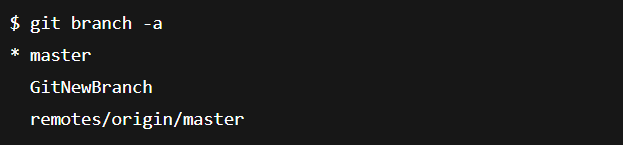 $ git branch -a
* master
GitNewBranch
remotes/origin/master